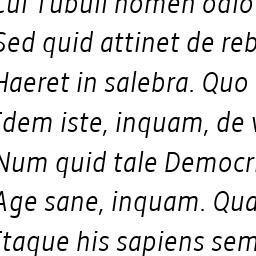 Cui Tubuli nomen odio
Sed quid attinet de reb
Haeret in salebra. Quo
Idem iste, inquam, de v
Num quid tale Democr
Age sane, inquam. Qua
Itaque his sapiens sem